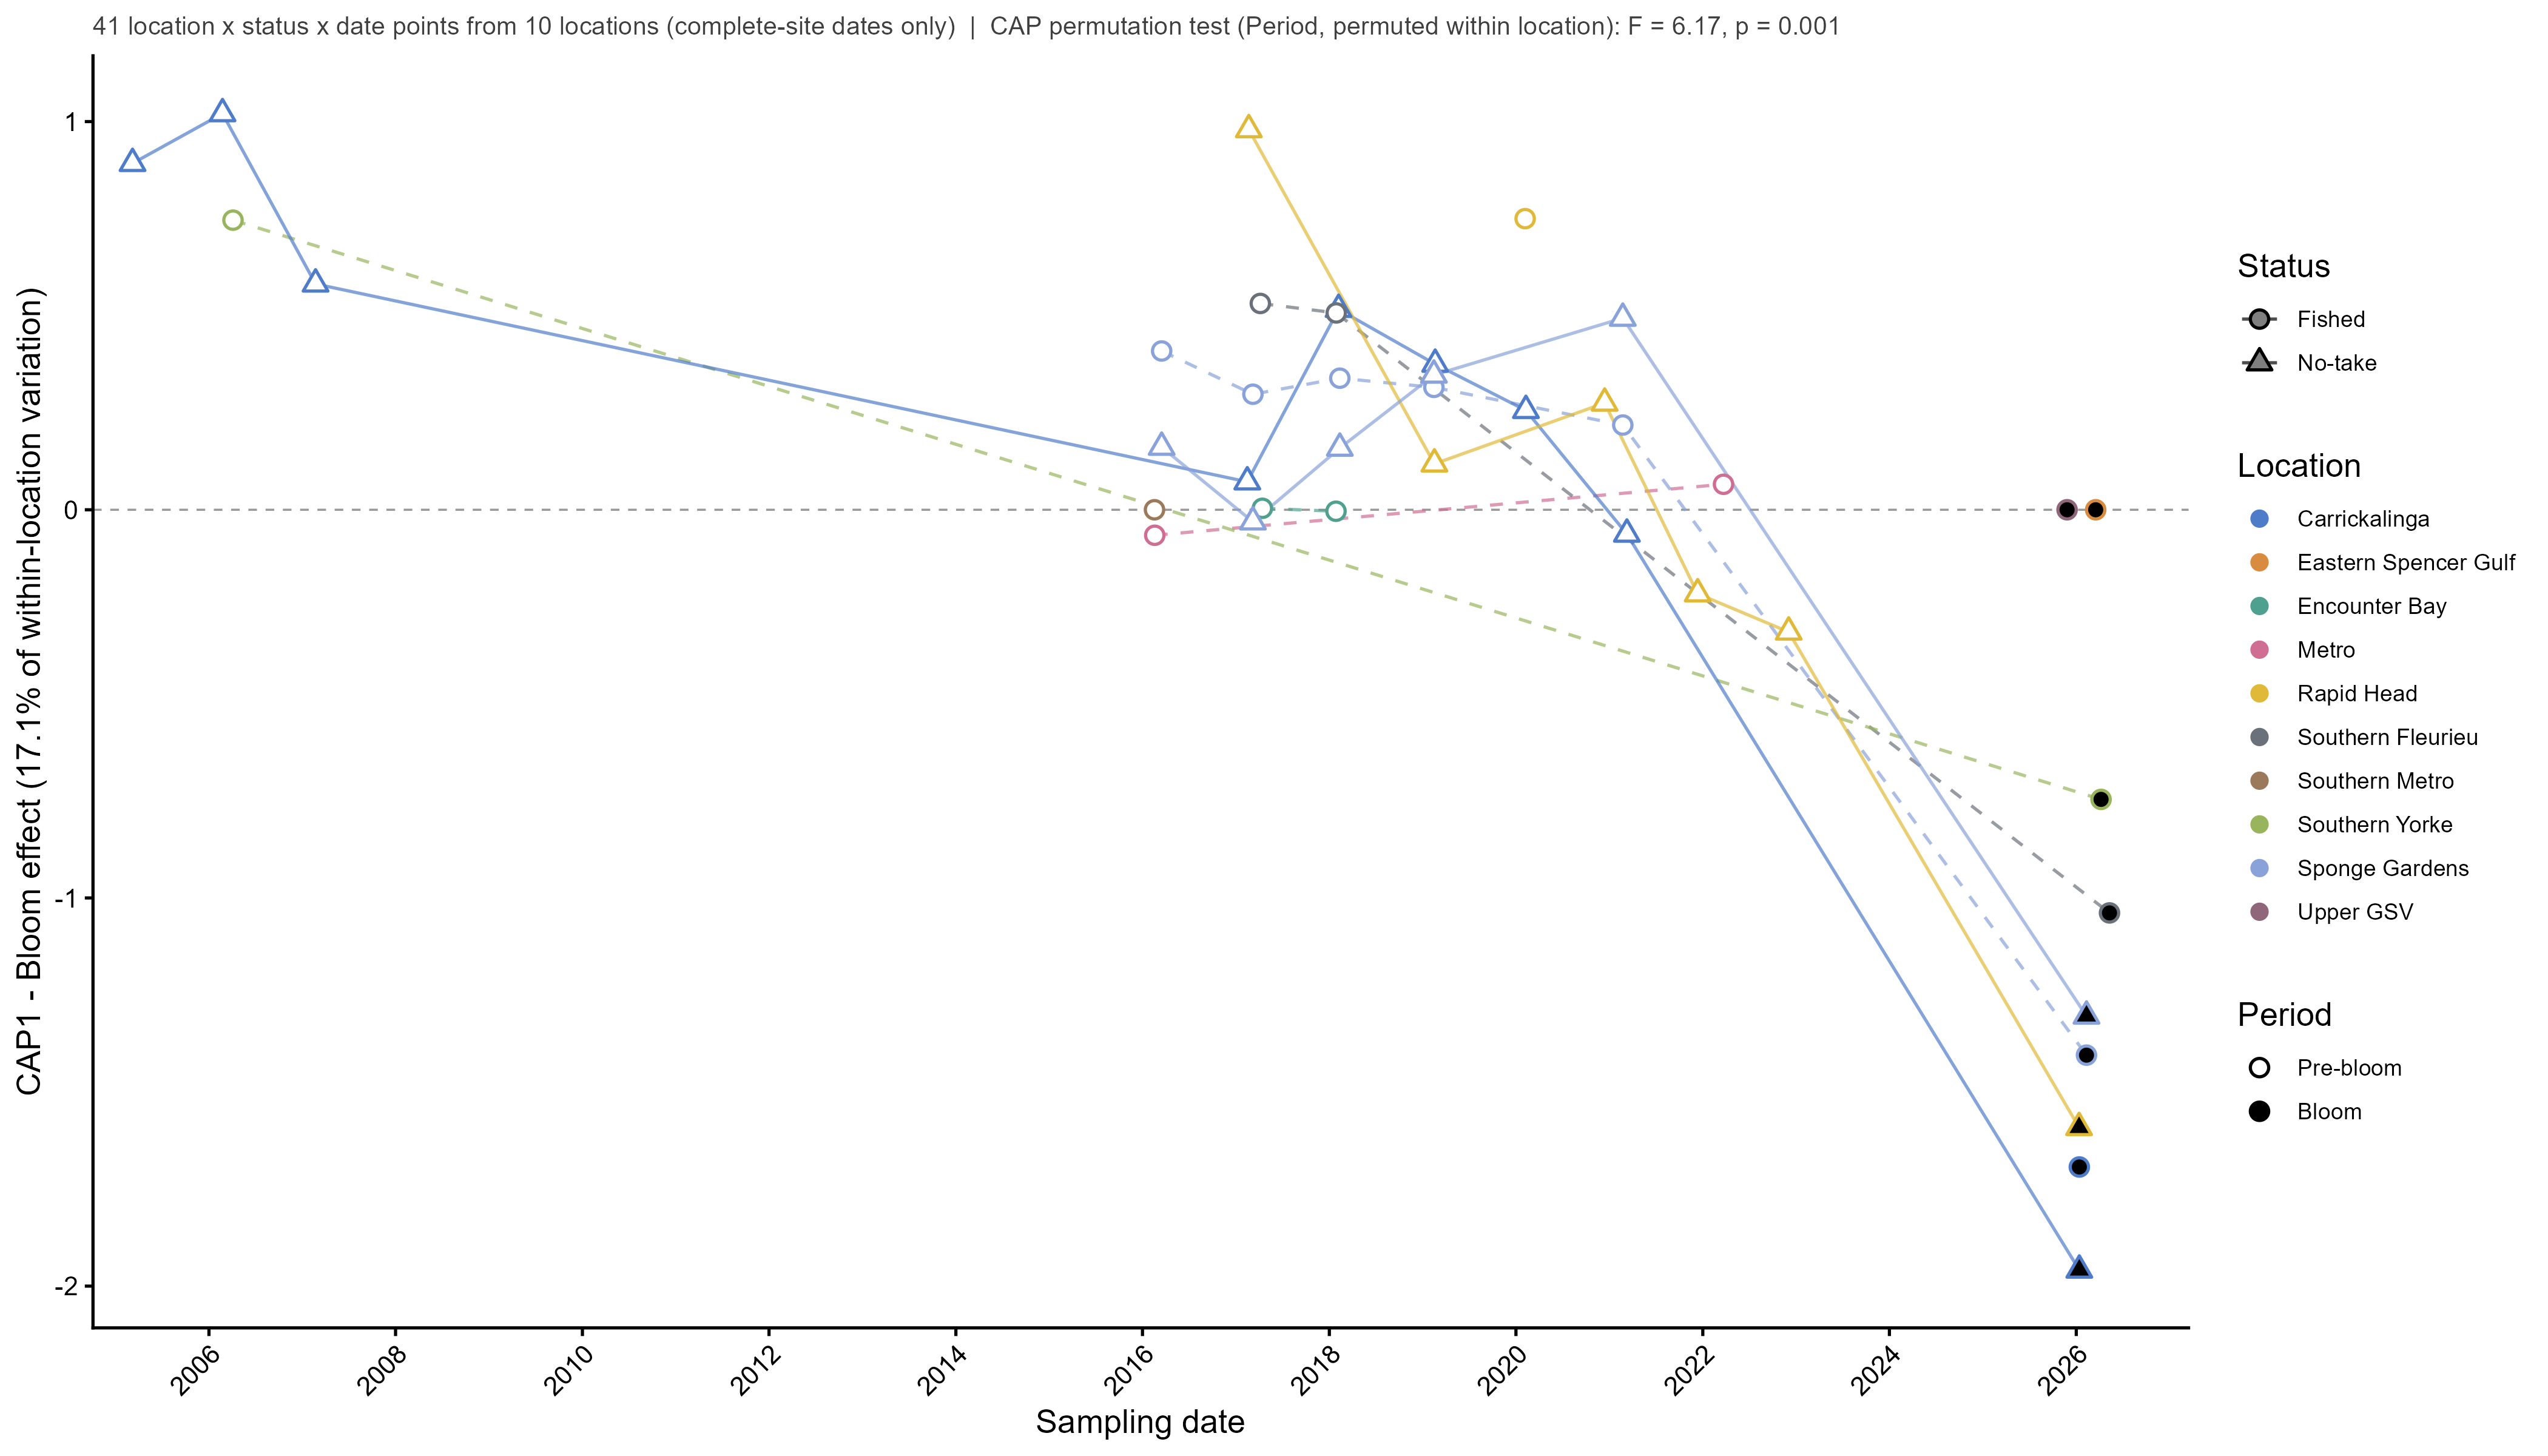 41 location x status x date points from 10 locations (complete-site dates only)  |  CAP permutation test (Period, permuted within location): F = 6.17, p = 0.001
CAP1 - Bloom effect (17.1% of within-location variation)
1
0
-1
-2
2006
2008
2010
2012
2014
2016
2018
2020
2022
2024
2026
Sampling date
Status
Fished
No-take
Location
Carrickalinga
Eastern Spencer Gulf
Encounter Bay
Metro
Rapid Head
Southern Fleurieu
Southern Metro
Southern Yorke
Sponge Gardens
Upper GSV
Period
Pre-bloom
Bloom